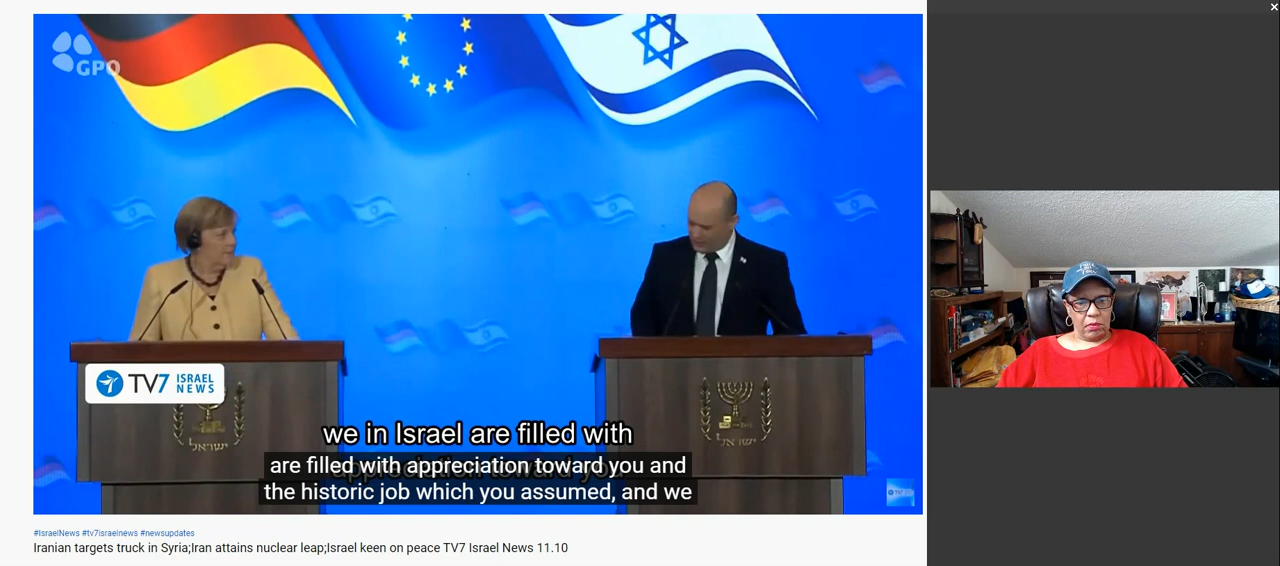 GPO
TV7 ISRAEL NEWS
ישראל
ישראל
we in Israel are filled with
are filled with appreciation toward you and
the historic job which you assumed, and we
#IsraelNews #tv7israelnews #newsupdates
Iranian targets truck in Syria;Iran attains nuclear leap;Israel keen on peace TV7 Israel News 11.10